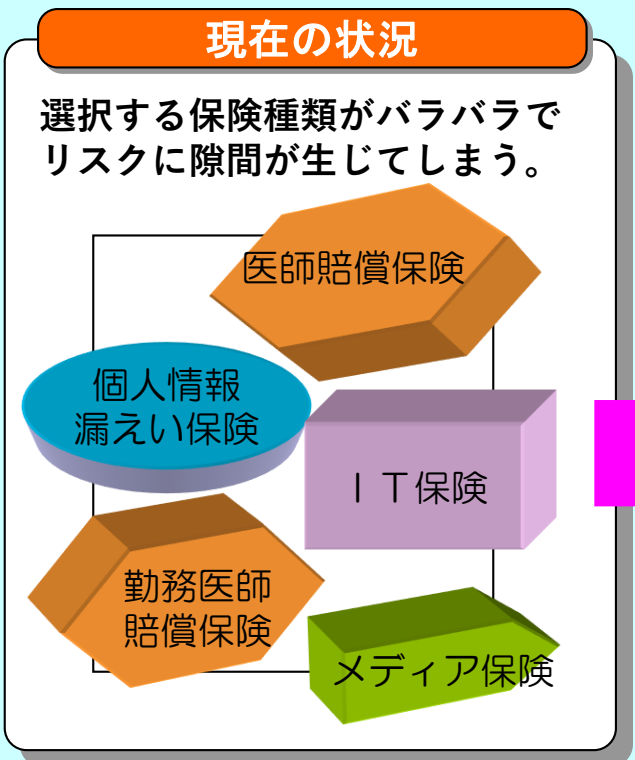 現在の状況
選択する保険種類がバラバラで
リスクに隙間が生じてしまう。
医師賠償保険
個人情報
漏えい保険
ＩＴ保険
勤務医師
賠償保険
メディア保険